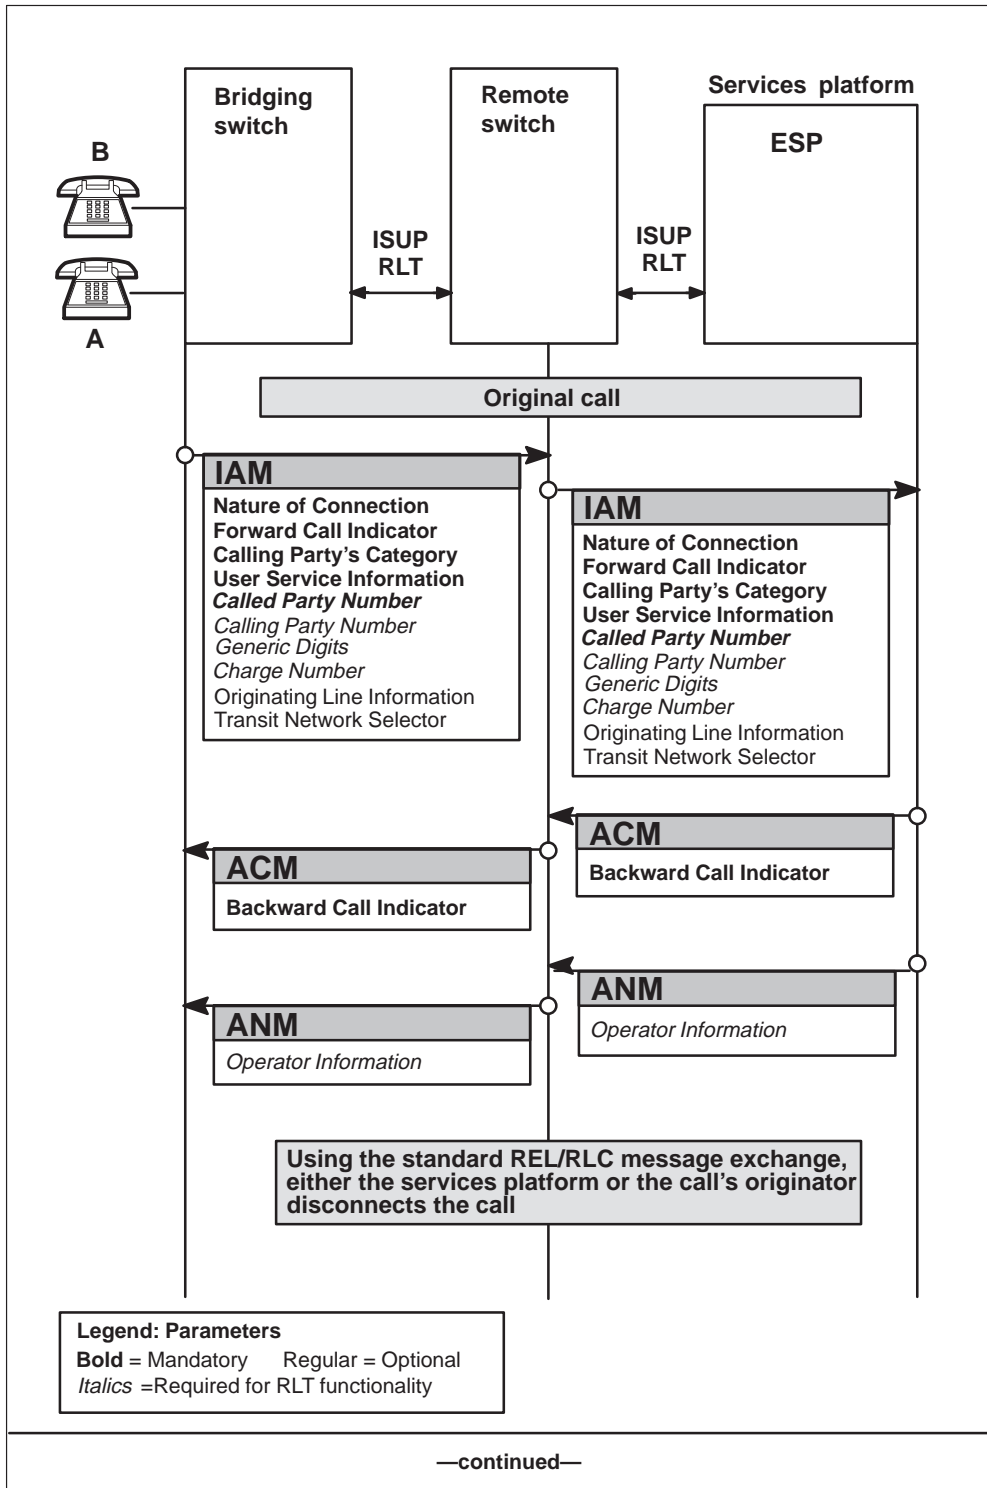 Bridging
switch
Remote
switch
Services platform
ESP
B
A
ISUP
RLT
ISUP
RLT
Original call
IAM
Nature of Connection
Forward Call Indicator
Calling Party's Category
User Service Information
Called Party Number
Calling Party Number
Generic Digits
Charge Number
Originating Line Information
Transit Network Selector
IAM
Nature of Connection
Forward Call Indicator
Calling Party's Category
User Service Information
Called Party Number
Calling Party Number
Generic Digits
Charge Number
Originating Line Information
Transit Network Selector
ACM
Backward Call Indicator
ACM
Backward Call Indicator
ANM
Operator Information
ANM
Operator Information
Using the standard REL/RLC message exchange,
either the services platform or the call's originator
disconnects the call
Legend: Parameters
Bold = Mandatory Regular = Optional
Italics =Required for RLT functionality
—continued—